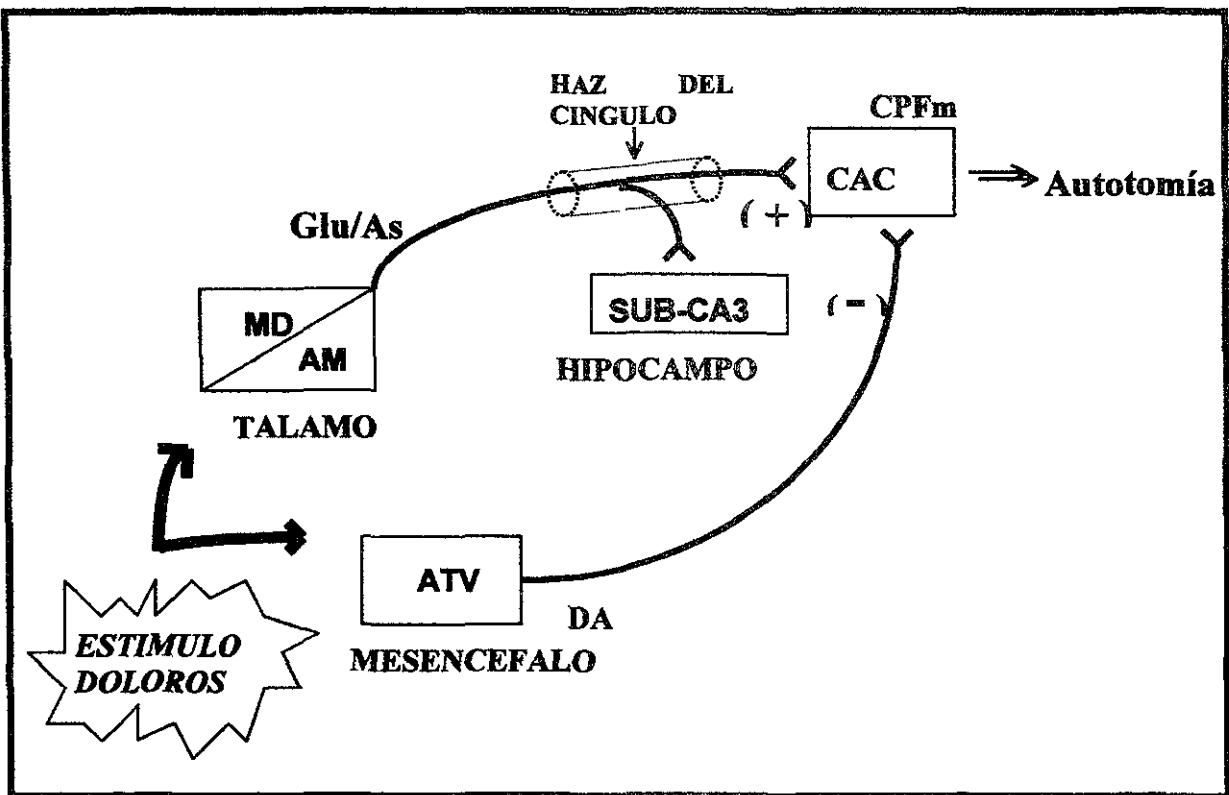 HAZ DEL
CINGULO
CPFm
CAC
Autotomía
Glu/As
( + )
MD
AM
SUB-CA3
( - )
HIPOCAMPO
TALAMO
ATV
DA
MESENCEFALO
ESTIMULO
DOLOROS